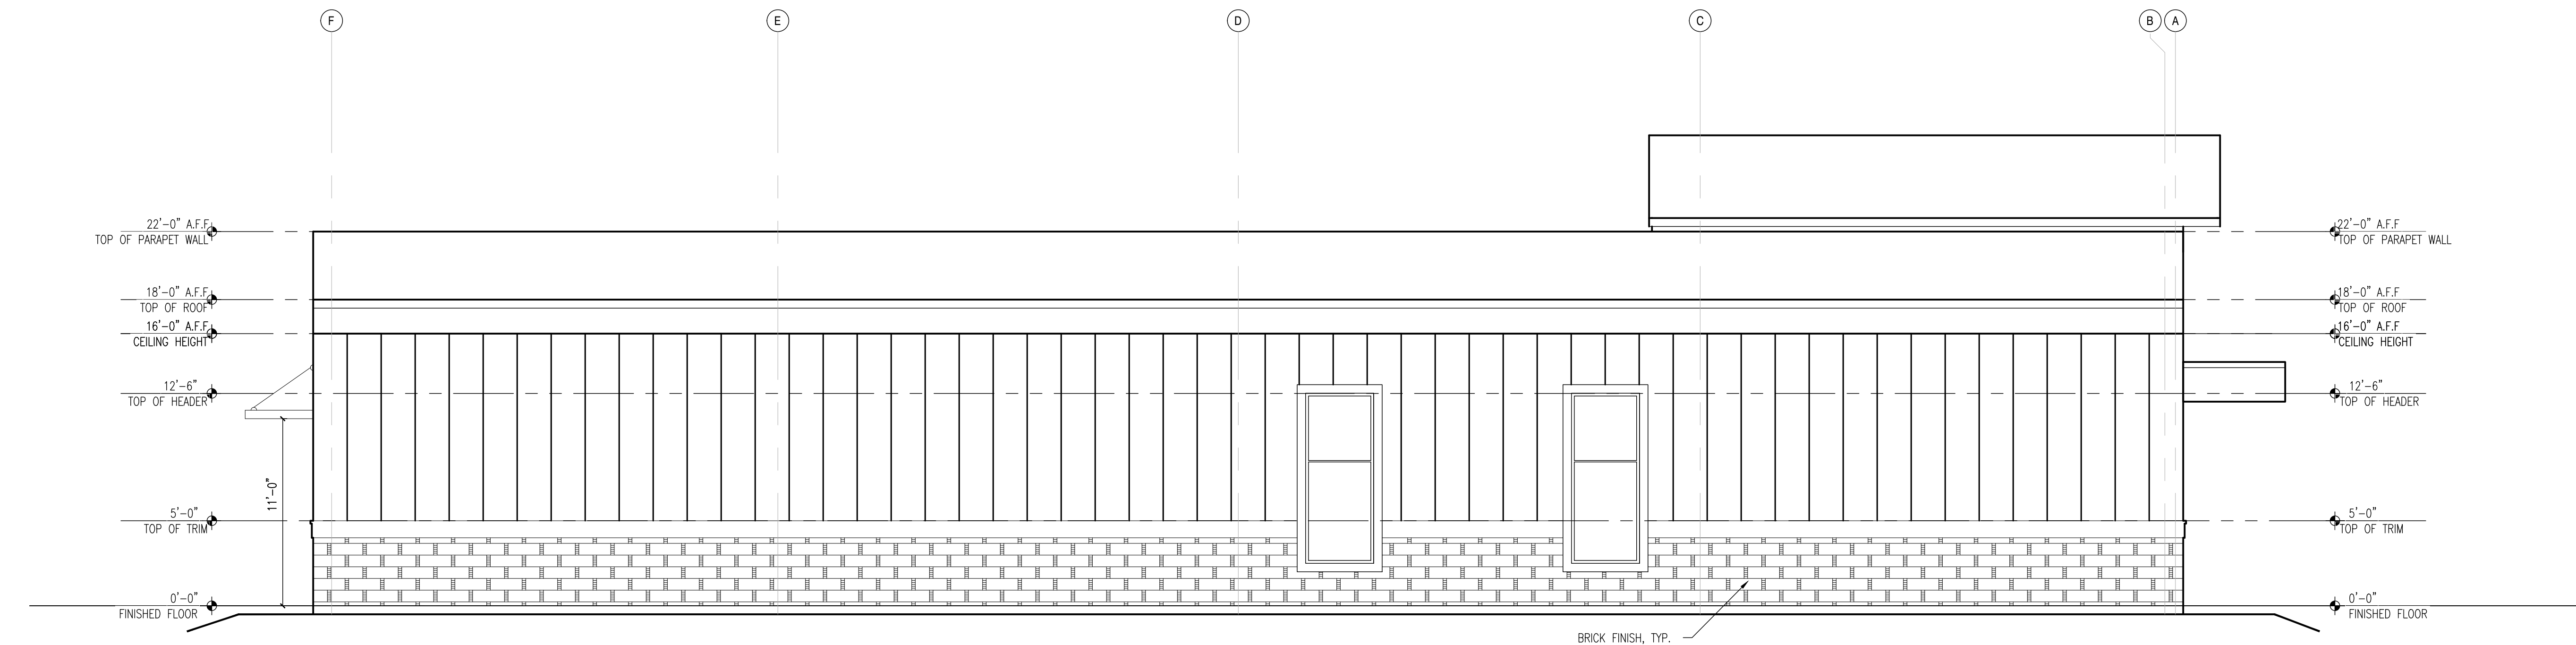 F
E
D
C
B
A
22'-0" A.F.F
TOP OF PARAPET WALL
22'-0" A.F.F
TOP OF PARAPET WALL
18'-0" A.F.F
TOP OF ROOF
18'-0" A.F.F
TOP OF ROOF
16'-0" A.F.F
CEILING HEIGHT
16'-0" A.F.F
CEILING HEIGHT
12'-6"
TOP OF HEADER
12'-6"
TOP OF HEADER
11'-0"
5'-0"
TOP OF TRIM
5'-0"
TOP OF TRIM
0'-0"
FINISHED FLOOR
0'-0"
FINISHED FLOOR
BRICK FINISH, TYP.